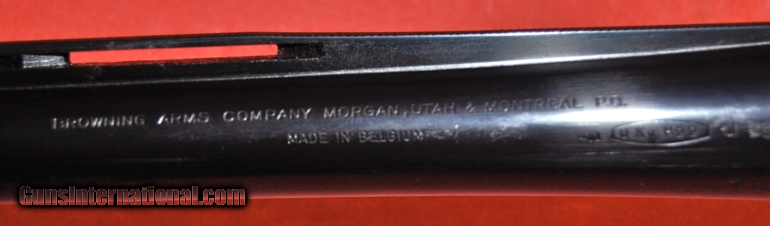 BROWNING ARMS COMPANY MORGAN, UTAH & MONTREAL P.Q.
MADE IN BELGIUM
GunsInternational.com